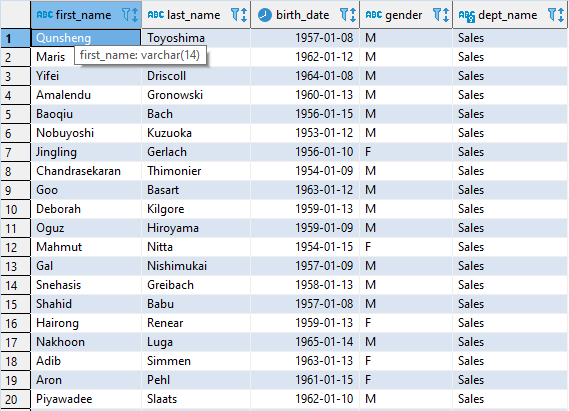 ABC first_name ABC last_name birth_date ABC gender ABC dept_name
1 Qunsheng Toyoshima 1957-01-08 M Sales
2 Maris 1962-01-12 M Sales
first_name: varchar(14)
3 Yifei Driscoll 1964-01-08 M Sales
4 Amalendu Gronowski 1960-01-13 M Sales
5 Baoqiu Bach 1956-01-15 M Sales
6 Nobuyoshi Kuzuoka 1953-01-12 M Sales
7 Jingling Gerlach 1956-01-10 F Sales
8 Chandrasekaran Thimonier 1954-01-09 M Sales
9 Goo Basart 1963-01-12 M Sales
10 Deborah Kilgore 1959-01-13 M Sales
11 Oguz Hiroyama 1959-01-09 M Sales
12 Mahmut Nitta 1954-01-15 F Sales
13 Gal Nishimukai 1957-01-09 M Sales
14 Snehasis Greibach 1958-01-13 M Sales
15 Shahid Babu 1957-01-08 M Sales
16 Hairong Renear 1959-01-13 F Sales
17 Nakhoon Luga 1965-01-14 M Sales
18 Adib Simmen 1963-01-13 F Sales
19 Aron Pehl 1961-01-15 F Sales
20 Piyawadee Slaats 1962-01-10 M Sales